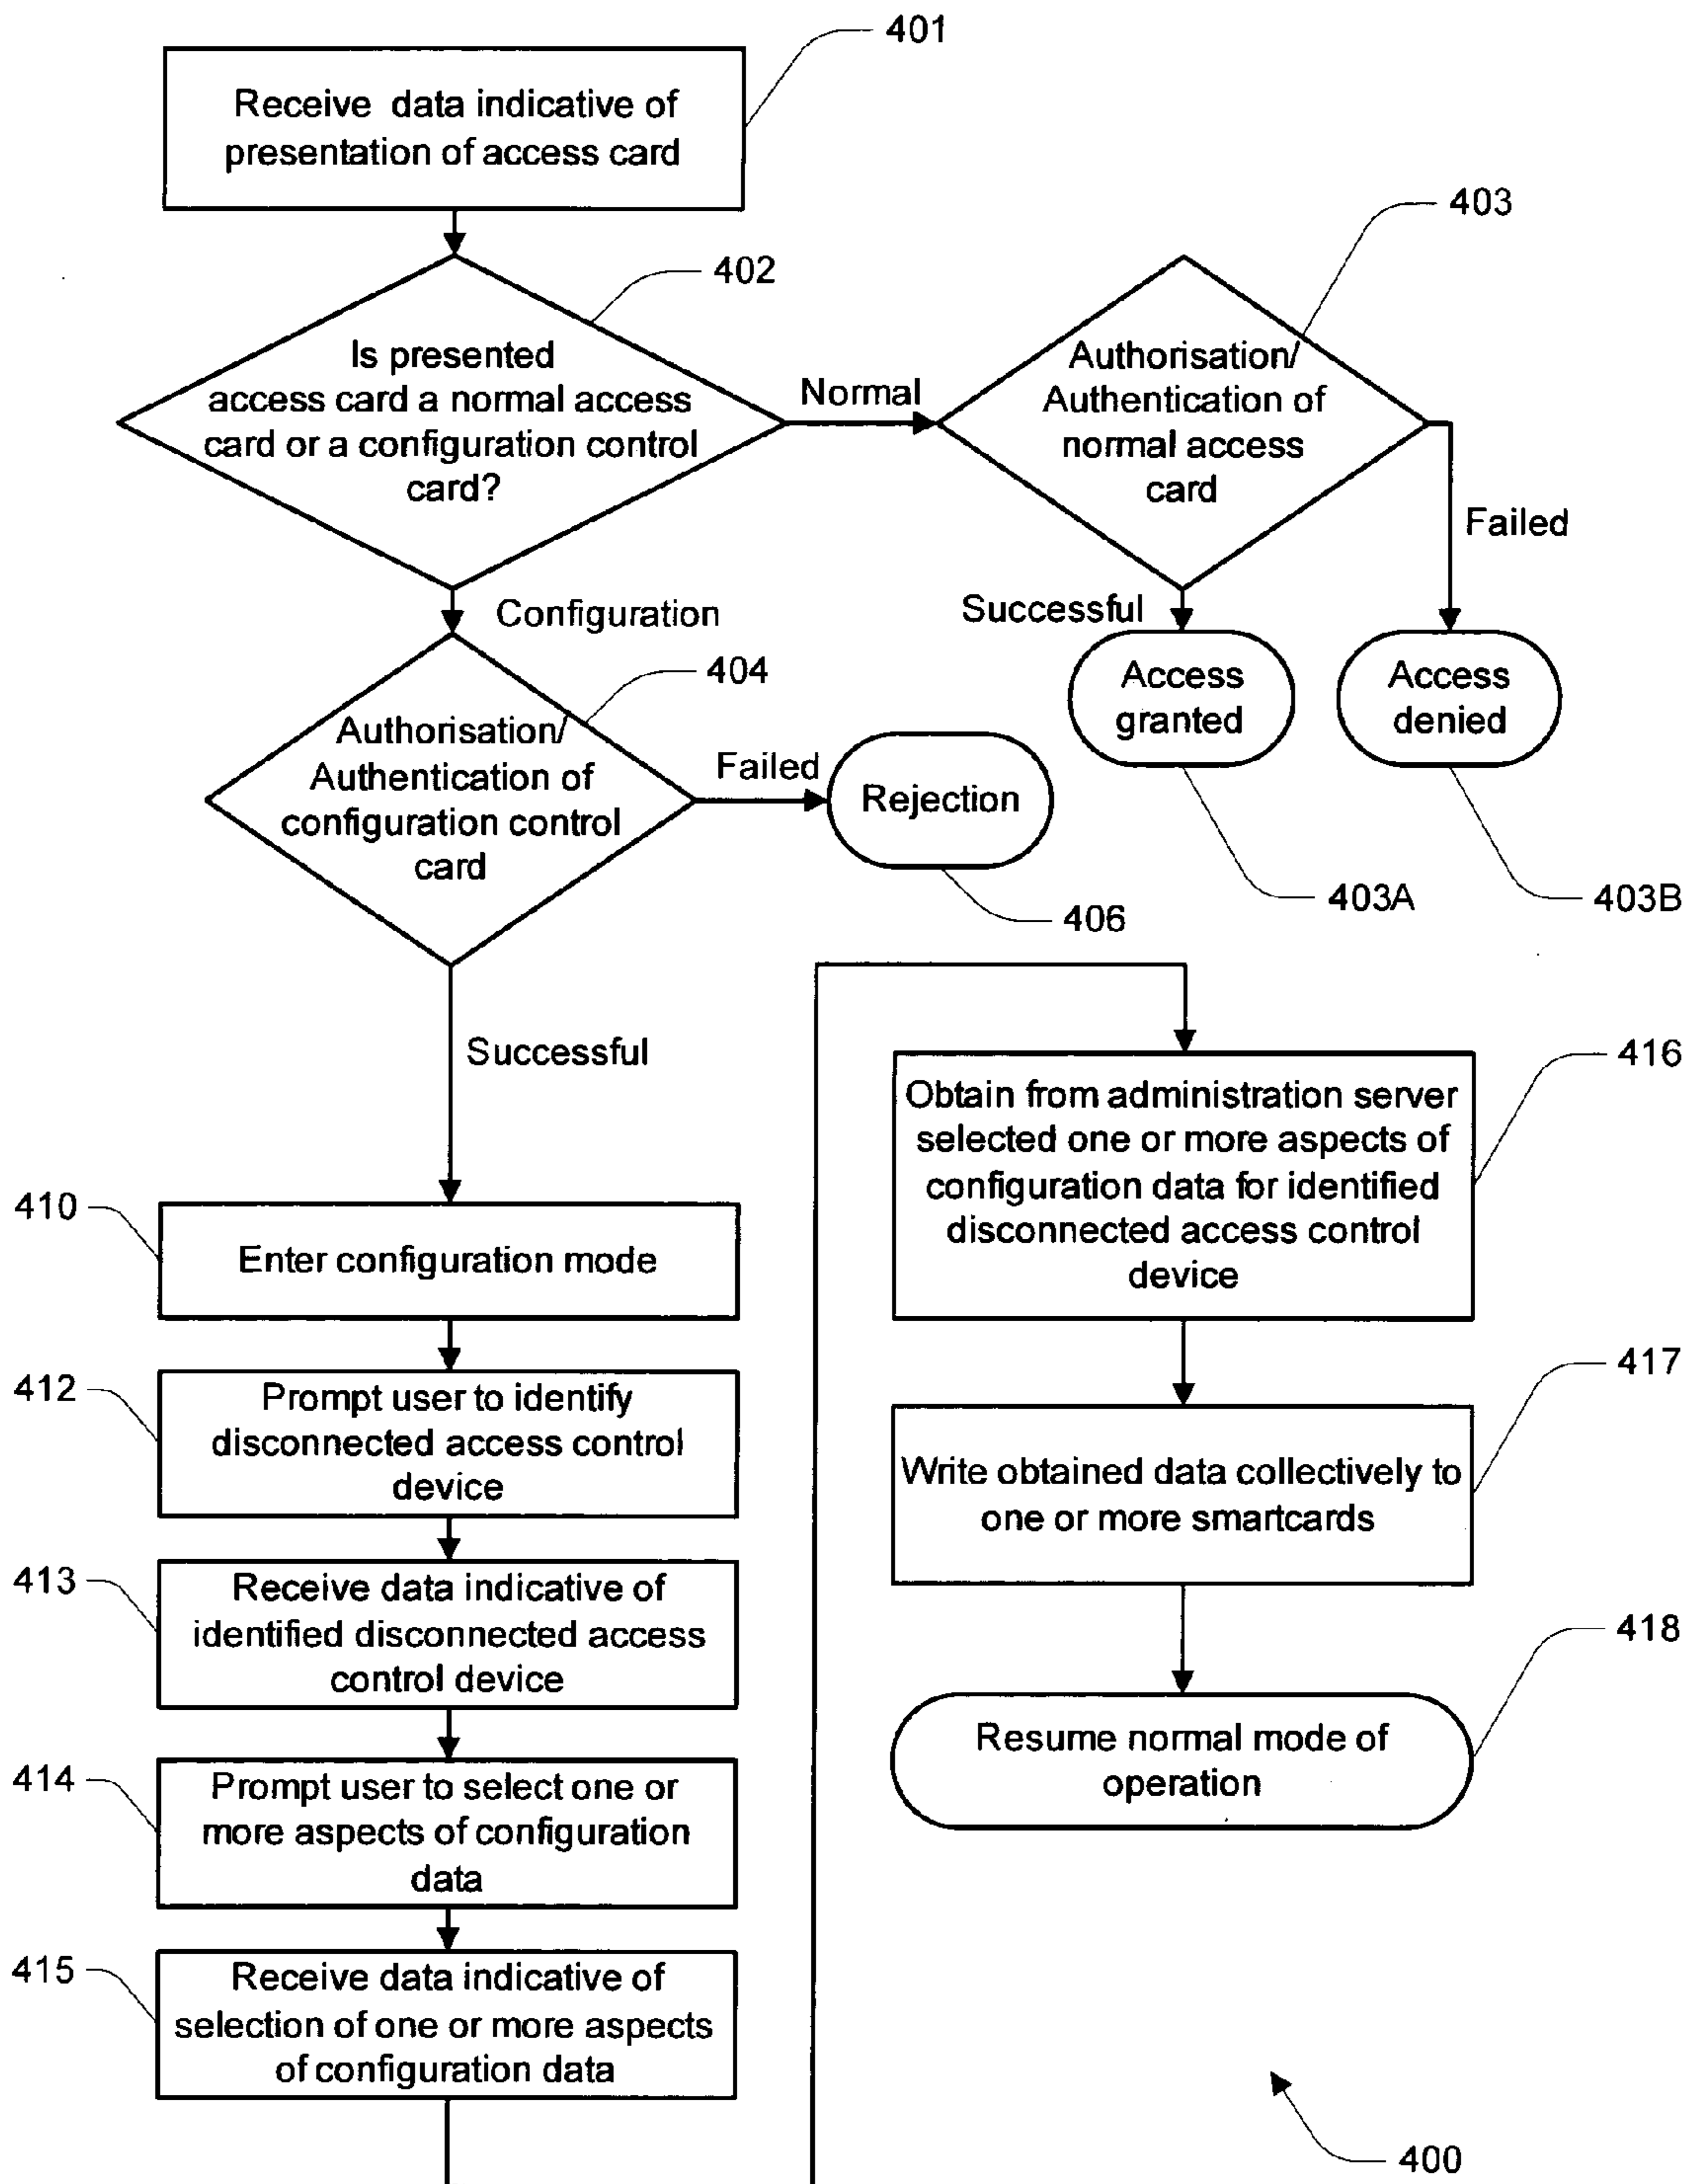 401
Receive data indicative of
presentation of access card
402
Is presented
access card a normal access
card or a configuration control
card?
Normal
403
Authorisation/
Authentication of
normal access
card
Failed
Successful
Access
granted
Access
denied
403A
403B
Configuration
404
Authorisation/
Authentication of
configuration control
card
Failed
Rejection
406
Successful
410
Enter configuration mode
412
Prompt user to identify
disconnected access control
device
413
Receive data indicative of
identified disconnected access
control device
414
Prompt user to select one or
more aspects of configuration
data
415
Receive data indicative of
selection of one or more aspects
of configuration data
416
Obtain from administration server
selected one or more aspects of
configuration data for identified
disconnected access control
device
417
Write obtained data collectively to
one or more smartcards
418
Resume normal mode of
operation
400